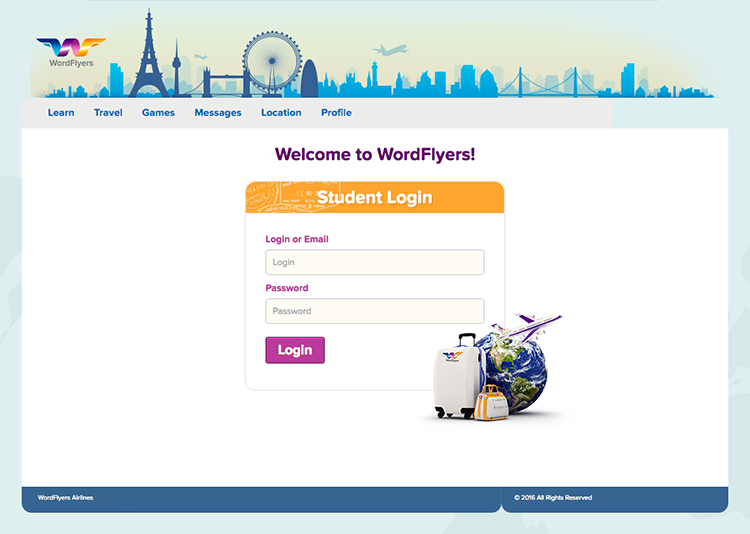 WordFlyers
Learn Travel Games Messages Location Profile
Welcome to WordFlyers!
Student Login
Login or Email
Login
Password
Password
Login
WordFlyers
WordFlyers Airlines
© 2016 All Rights Reserved